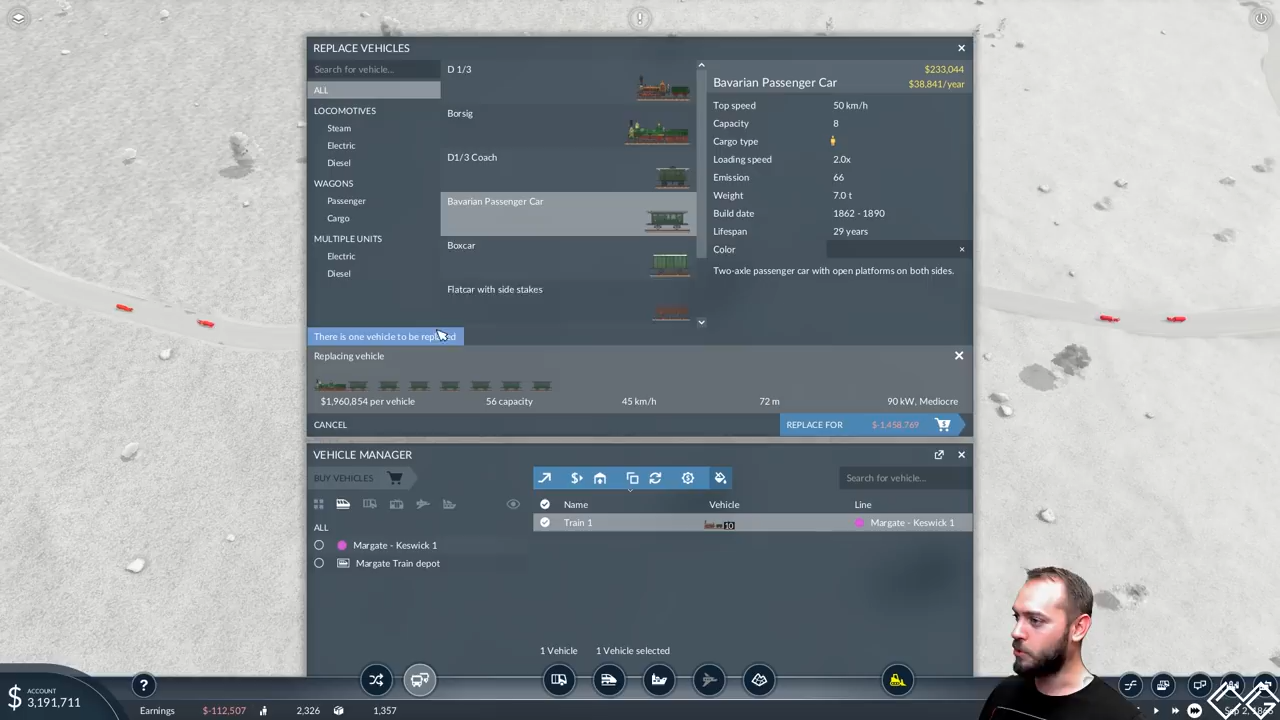 REPLACE VEHICLES
Search for vehicle...
ALL
LOCOMOTIVES
Steam
Electric
Diesel
WAGONS
Passenger
Cargo
MULTIPLE UNITS
Electric
Diesel
D 1/3
Borsig
D1/3 Coach
Bavarian Passenger Car
Boxcar
Flatcar with side stakes
$233,044
Bavarian Passenger Car
$38,841/year
Top speed 50 km/h
Capacity 8
Cargo type
Loading speed 2.0x
Emission 66
Weight 7.0 t
Build date 1862 - 1890
Lifespan 29 years
Color
Two-axle passenger car with open platforms on both sides.
There is one vehicle to be replaced
Replacing vehicle
$1,960,854 per vehicle 56 capacity 45 km/h 72 m 90 kW, Mediocre
CANCEL
REPLACE FOR $-1,458,769
VEHICLE MANAGER
BUY VEHICLES
Search for vehicle...
ALL
Margate - Keswick 1
Margate Train depot
Name Vehicle Line
Train 1 10 Margate - Keswick 1
1 Vehicle 1 Vehicle selected
$ ACCOUNT
3,191,711
?
Earnings $-112,507 2,326 1,357